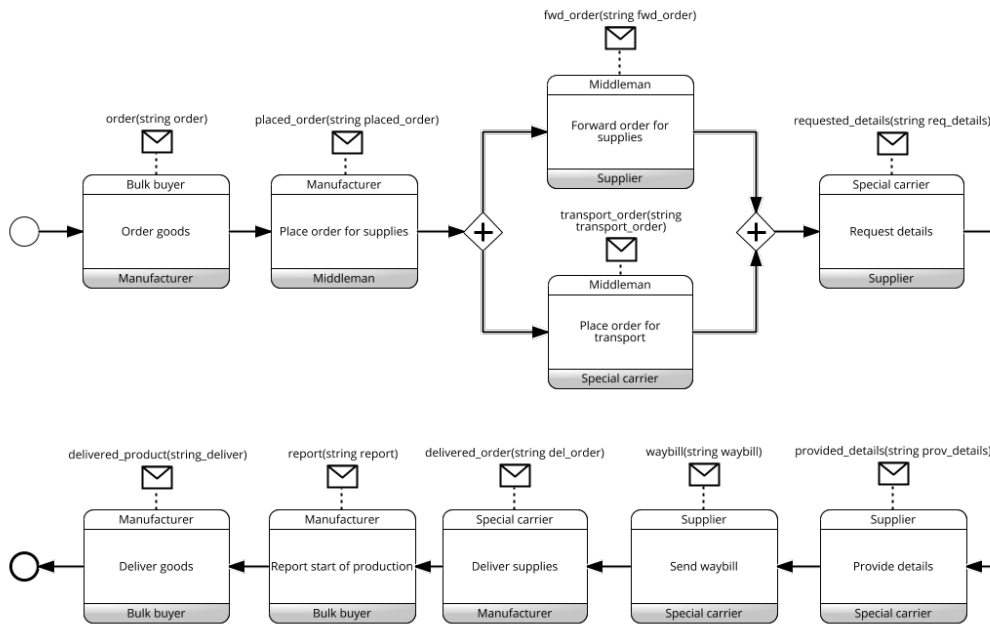 fwd_order(string fwd_order)
Middleman
Forward order for
supplies
Supplier
order(string order)
Bulk buyer
Order goods
Manufacturer
placed_order(string placed_order)
Manufacturer
Place order for supplies
Middleman
transport_order(string
transport_order)
Middleman
Place order for
transport
Special carrier
requested_details(string req_details)
Special carrier
Request details
Supplier
delivered_product(string_deliver)
Manufacturer
Deliver goods
Bulk buyer
report(string report)
Manufacturer
Report start of production
Bulk buyer
delivered_order(string del_order)
Special carrier
Deliver supplies
Manufacturer
waybill(string waybill)
Supplier
Send waybill
Special carrier
provided_details(string prov_details)
Supplier
Provide details
Special carrier